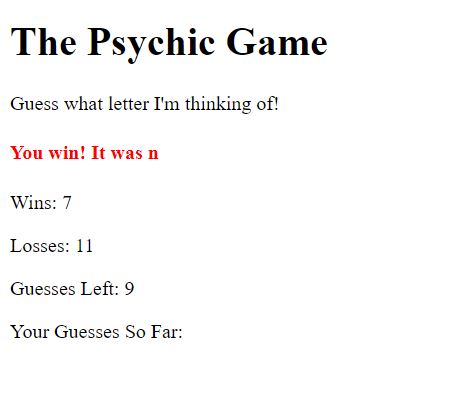 The Psychic Game
Guess what letter I'm thinking of!
You win! It was n
Wins: 7
Losses: 11
Guesses Left: 9
Your Guesses So Far: